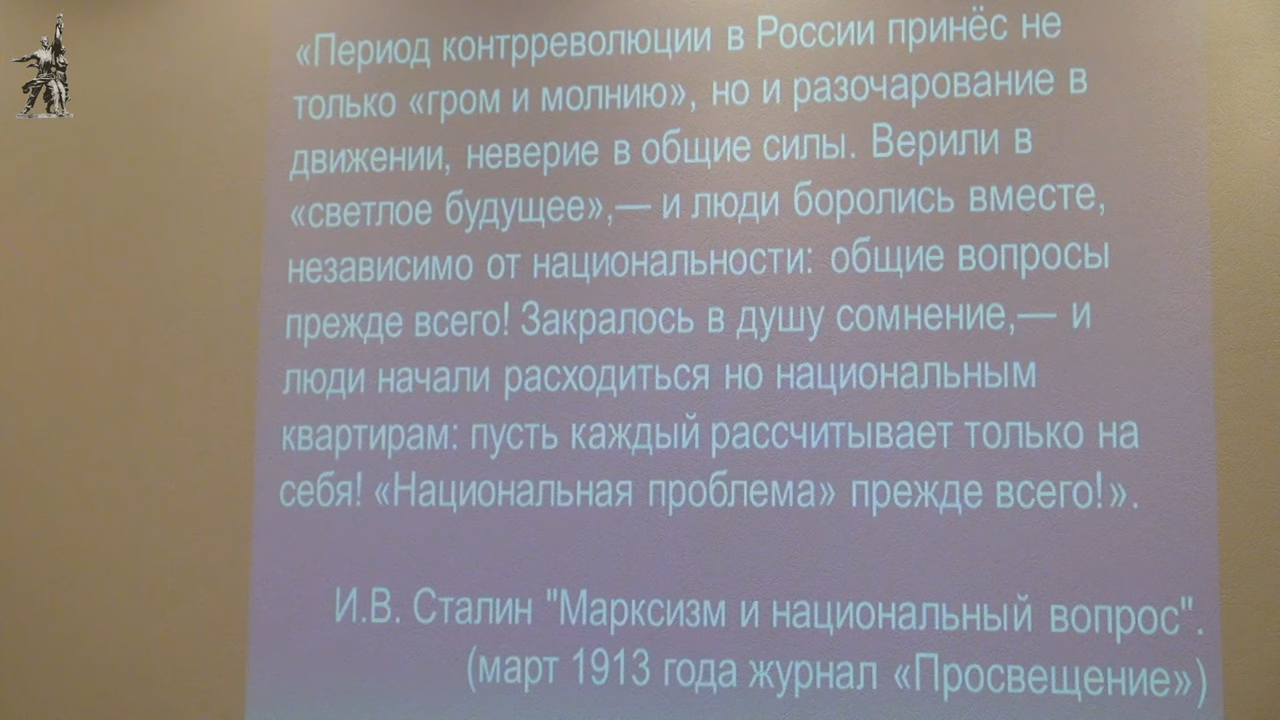 «Период контрреволюции в России принёс не
только «гром и молнию», но и разочарование в
движении, неверие в общие силы. Верили в
«светлое будущее»,— и люди боролись вместе,
независимо от национальности: общие вопросы
прежде всего! Закралось в душу сомнение,— и
люди начали расходиться но национальным
квартирам: пусть каждый рассчитывает только на
себя! «Национальная проблема» прежде всего!».
И.В. Сталин "Марксизм и национальный вопрос".
(март 1913 года журнал «Просвещение»)